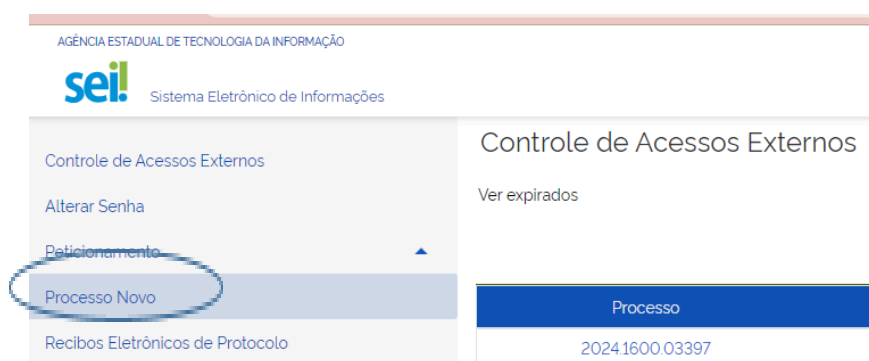 AGÊNCIA ESTADUAL DE TECNOLOGIA DA INFORMAÇÃO
sei!
Sistema Eletrônico de Informações
Controle de Acessos Externos
Alterar Senha
Peticionamento
Processo Novo
Recibos Eletrônicos de Protocolo
Controle de Acessos Externos
Ver expirados
Processo
2024.1600.03397